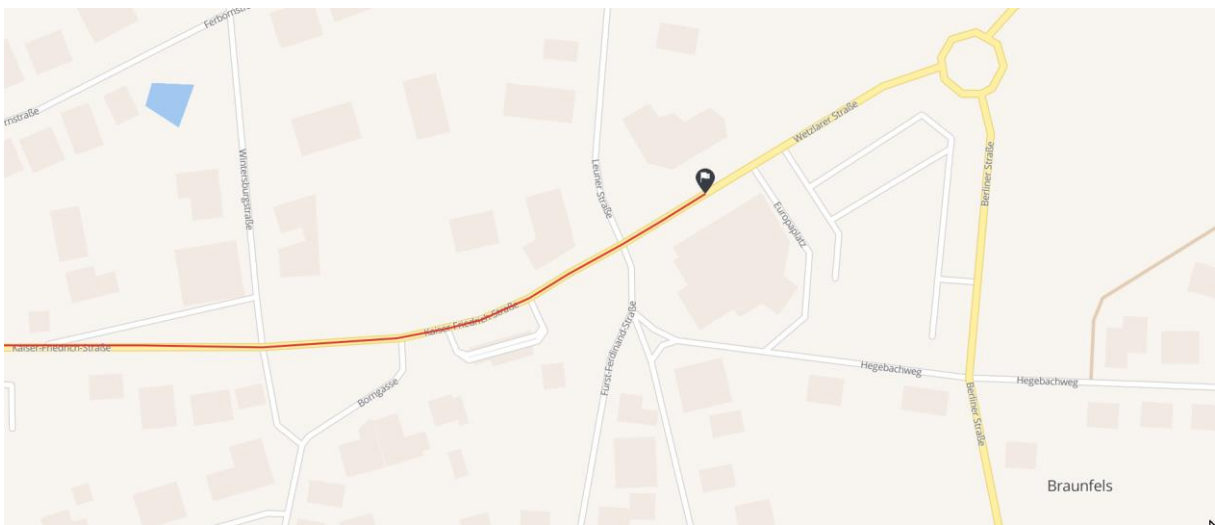 Ferbornstraße
rnstraße
Wintersburgstraße
Leuner Straße
Wetzlarer Straße
Berliner Straße
Europaplatz
Kaiser-Friedrich-Straße
Kaiser-Friedrich-Straße
Fürst-Ferdinand-Straße
Borngasse
Hegebachweg
Hegebachweg
Berliner Straße
Braunfels